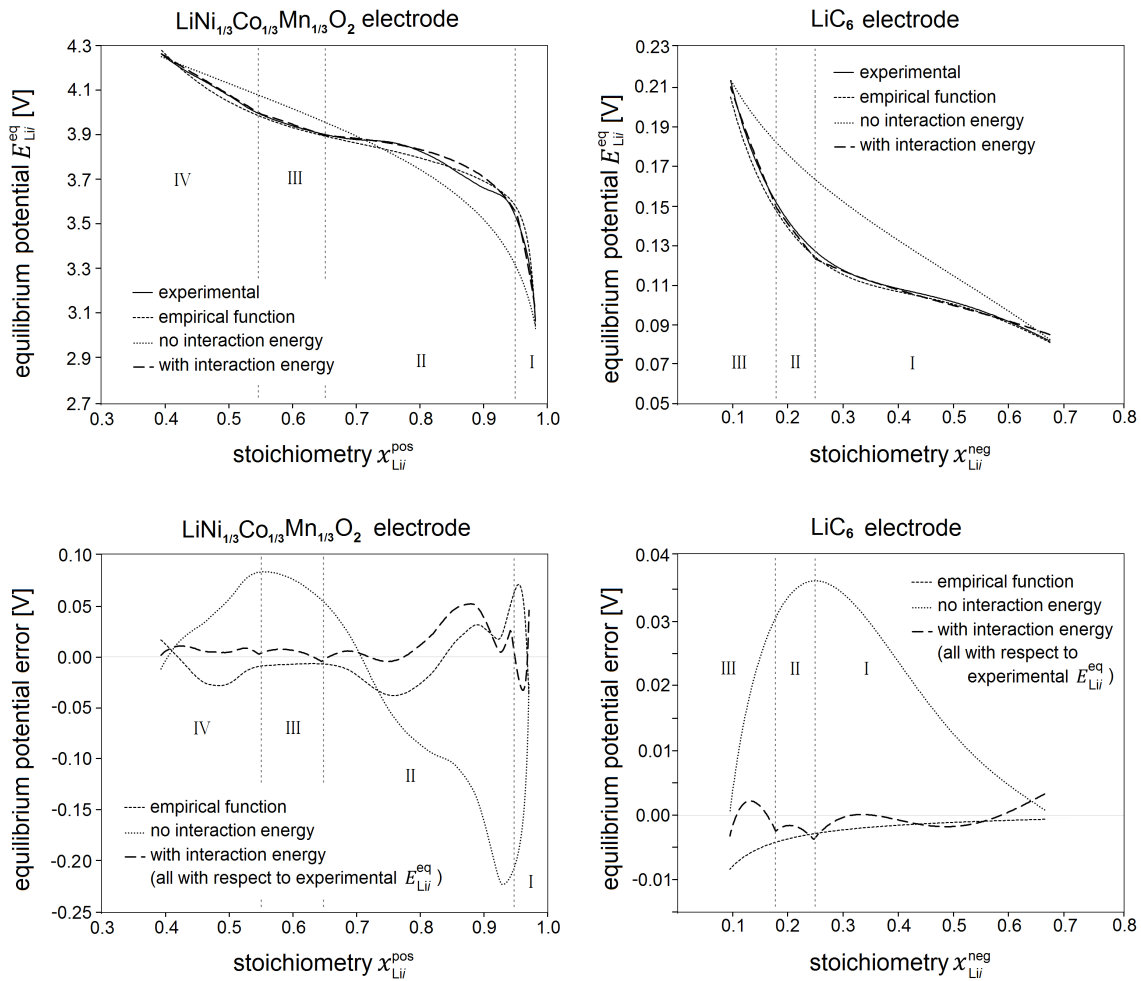 LiNi1/3Co1/3Mn1/3O2 electrode
equilibrium potential E^eq_Lii [V]
4.3
4.1
3.9
3.7
3.5
3.3
3.1
2.9
2.7
IV
III
II
I
experimental
empirical function
no interaction energy
with interaction energy
0.3 0.4 0.5 0.6 0.7 0.8 0.9 1.0
stoichiometry x^pos_Lii
LiC6 electrode
equilibrium potential E^eq_Lii [V]
0.23
0.21
0.19
0.17
0.15
0.13
0.11
0.09
0.07
0.05
experimental
empirical function
no interaction energy
with interaction energy
III
II
I
0.1 0.2 0.3 0.4 0.5 0.6 0.7 0.8
stoichiometry x^neg_Lii
LiNi1/3Co1/3Mn1/3O2 electrode
equilibrium potential error [V]
0.10
0.05
0.00
-0.05
-0.10
-0.15
-0.20
-0.25
IV
III
II
I
empirical function
no interaction energy
with interaction energy
(all with respect to experimental E^eq_Lii )
0.3 0.4 0.5 0.6 0.7 0.8 0.9 1.0
stoichiometry x^pos_Lii
LiC6 electrode
equilibrium potential error [V]
0.04
0.03
0.02
0.01
0.00
-0.01
empirical function
no interaction energy
with interaction energy
(all with respect to
experimental E^eq_Lii )
III
II
I
0.1 0.2 0.3 0.4 0.5 0.6 0.7 0.8
stoichiometry x^neg_Lii